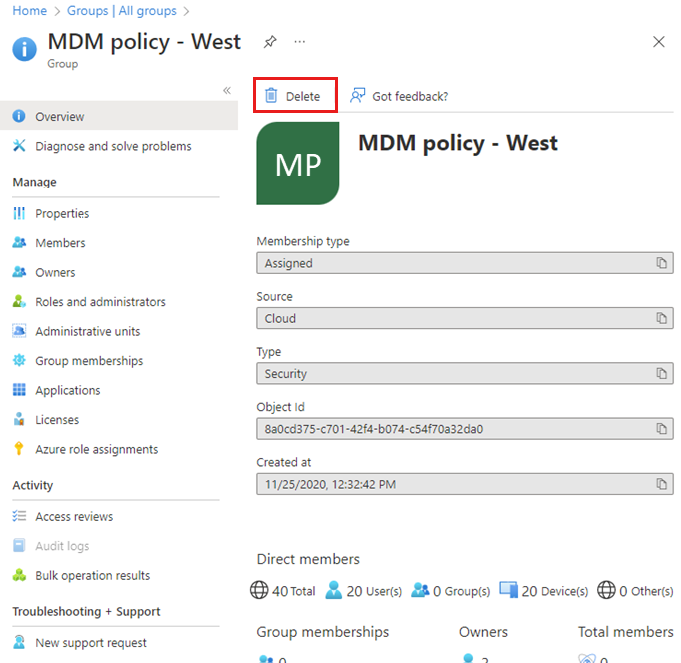 Home > Groups | All groups >
MDM policy - West
Group
Overview
Diagnose and solve problems
Manage
Properties
Members
Owners
Roles and administrators
Administrative units
Group memberships
Applications
Licenses
Azure role assignments
Activity
Access reviews
Audit logs
Bulk operation results
Troubleshooting + Support
New support request
Delete
Got feedback?
MP
MDM policy - West
Membership type
Assigned
Source
Cloud
Type
Security
Object Id
8a0cd375-c701-42f4-b074-c54f70a32da0
Created at
11/25/2020, 12:32:42 PM
Direct members
40 Total 20 User(s) 0 Group(s) 20 Device(s) 0 Other(s)
Group memberships Owners Total members
0 2 0